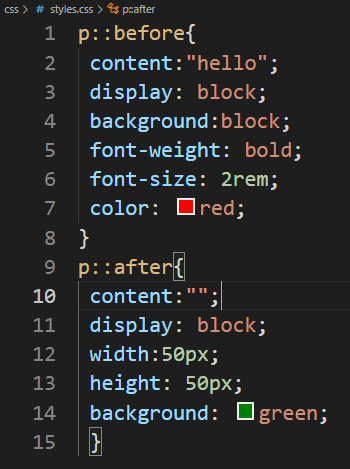 css > # styles.css > p::after
1 p::before{
2 content:"hello";
3 display: block;
4 background:block;
5 font-weight: bold;
6 font-size: 2rem;
7 color: red;
8 }
9 p::after{
10 content:"";
11 display: block;
12 width:50px;
13 height: 50px;
14 background: green;
15 }